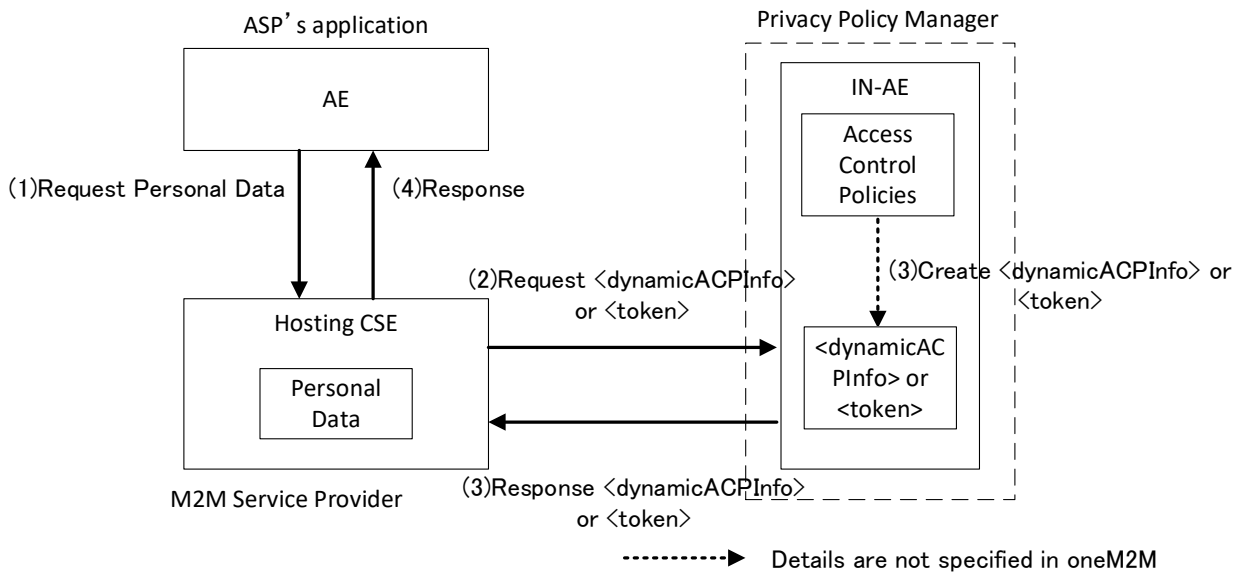 ASP’s application
Privacy Policy Manager
AE
IN-AE
Access
Control
Policies
(1)Request Personal Data
(4)Response
(2)Request <dynamicACPInfo>
or <token>
(3)Create <dynamicACPInfo> or
<token>
Hosting CSE
Personal
Data
<dynamicAC
PInfo> or
<token>
M2M Service Provider
(3)Response <dynamicACPInfo>
or <token>
Details are not specified in oneM2M